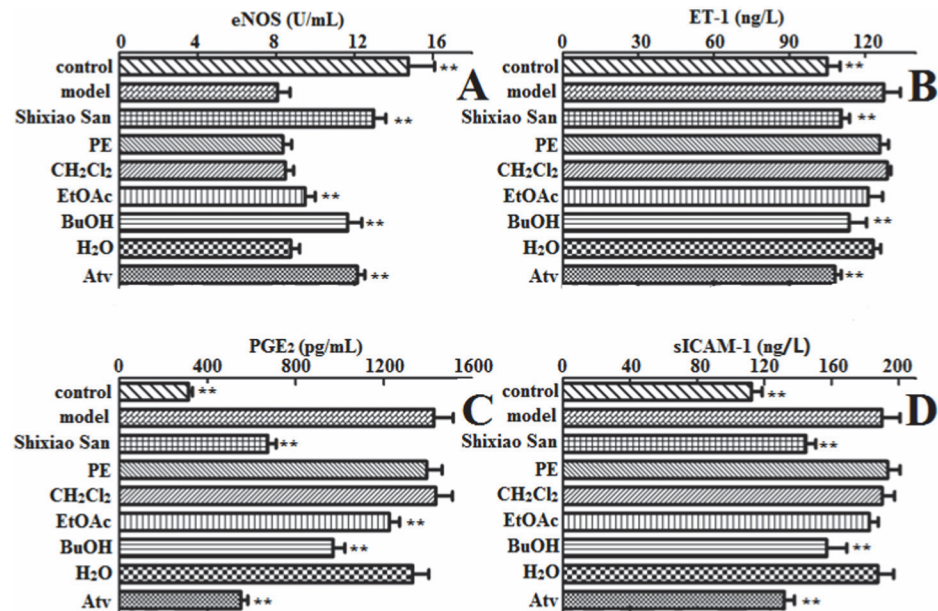 eNOS (U/mL)
0 4 8 12 16
control **
model
Shixiao San **
PE
CH₂Cl₂
EtOAc **
BuOH **
H₂O
Atv **
A
ET-1 (ng/L)
0 30 60 90 120
control **
model
Shixiao San **
PE
CH₂Cl₂
EtOAc
BuOH **
H₂O
Atv **
B
PGE₂ (pg/mL)
0 400 800 1200 1600
control **
model
Shixiao San **
PE
CH₂Cl₂
EtOAc **
BuOH **
H₂O
Atv **
C
sICAM-1 (ng/L)
0 40 80 120 160 200
control **
model
Shixiao San **
PE
CH₂Cl₂
EtOAc
BuOH **
H₂O
Atv **
D